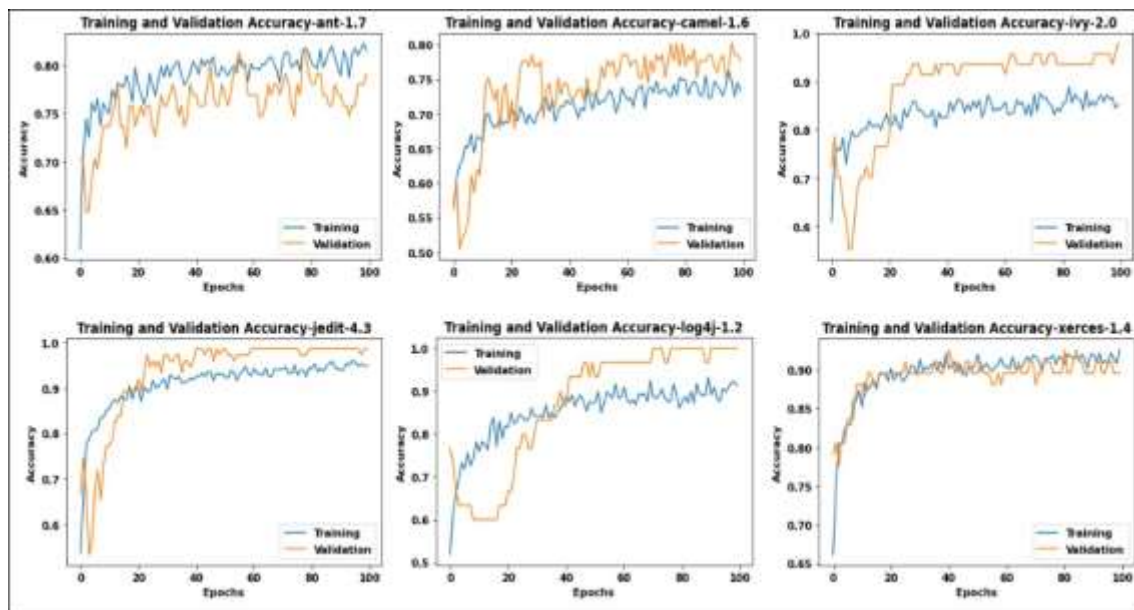 Training and Validation Accuracy-ant-1.7
Accuracy
0.80
0.75
0.70
0.65
0.60
Training
Validation
0 20 40 60 80 100
Epochs
Training and Validation Accuracy-camel-1.6
Accuracy
0.80
0.75
0.70
0.65
0.60
0.55
0.50
Training
Validation
0 20 40 60 80 100
Epochs
Training and Validation Accuracy-ivy-2.0
Accuracy
1.0
0.9
0.8
0.7
0.6
Training
Validation
0 20 40 60 80 100
Epochs
Training and Validation Accuracy-jedit-4.3
Accuracy
1.0
0.9
0.8
0.7
0.6
Training
Validation
0 20 40 60 80 100
Epochs
Training and Validation Accuracy-log4j-1.2
Accuracy
1.0
0.9
0.8
0.7
0.6
0.5
Training
Validation
0 20 40 60 80 100
Epochs
Training and Validation Accuracy-xerces-1.4
Accuracy
0.90
0.85
0.80
0.75
0.70
0.65
Training
Validation
0 20 40 60 80 100
Epochs